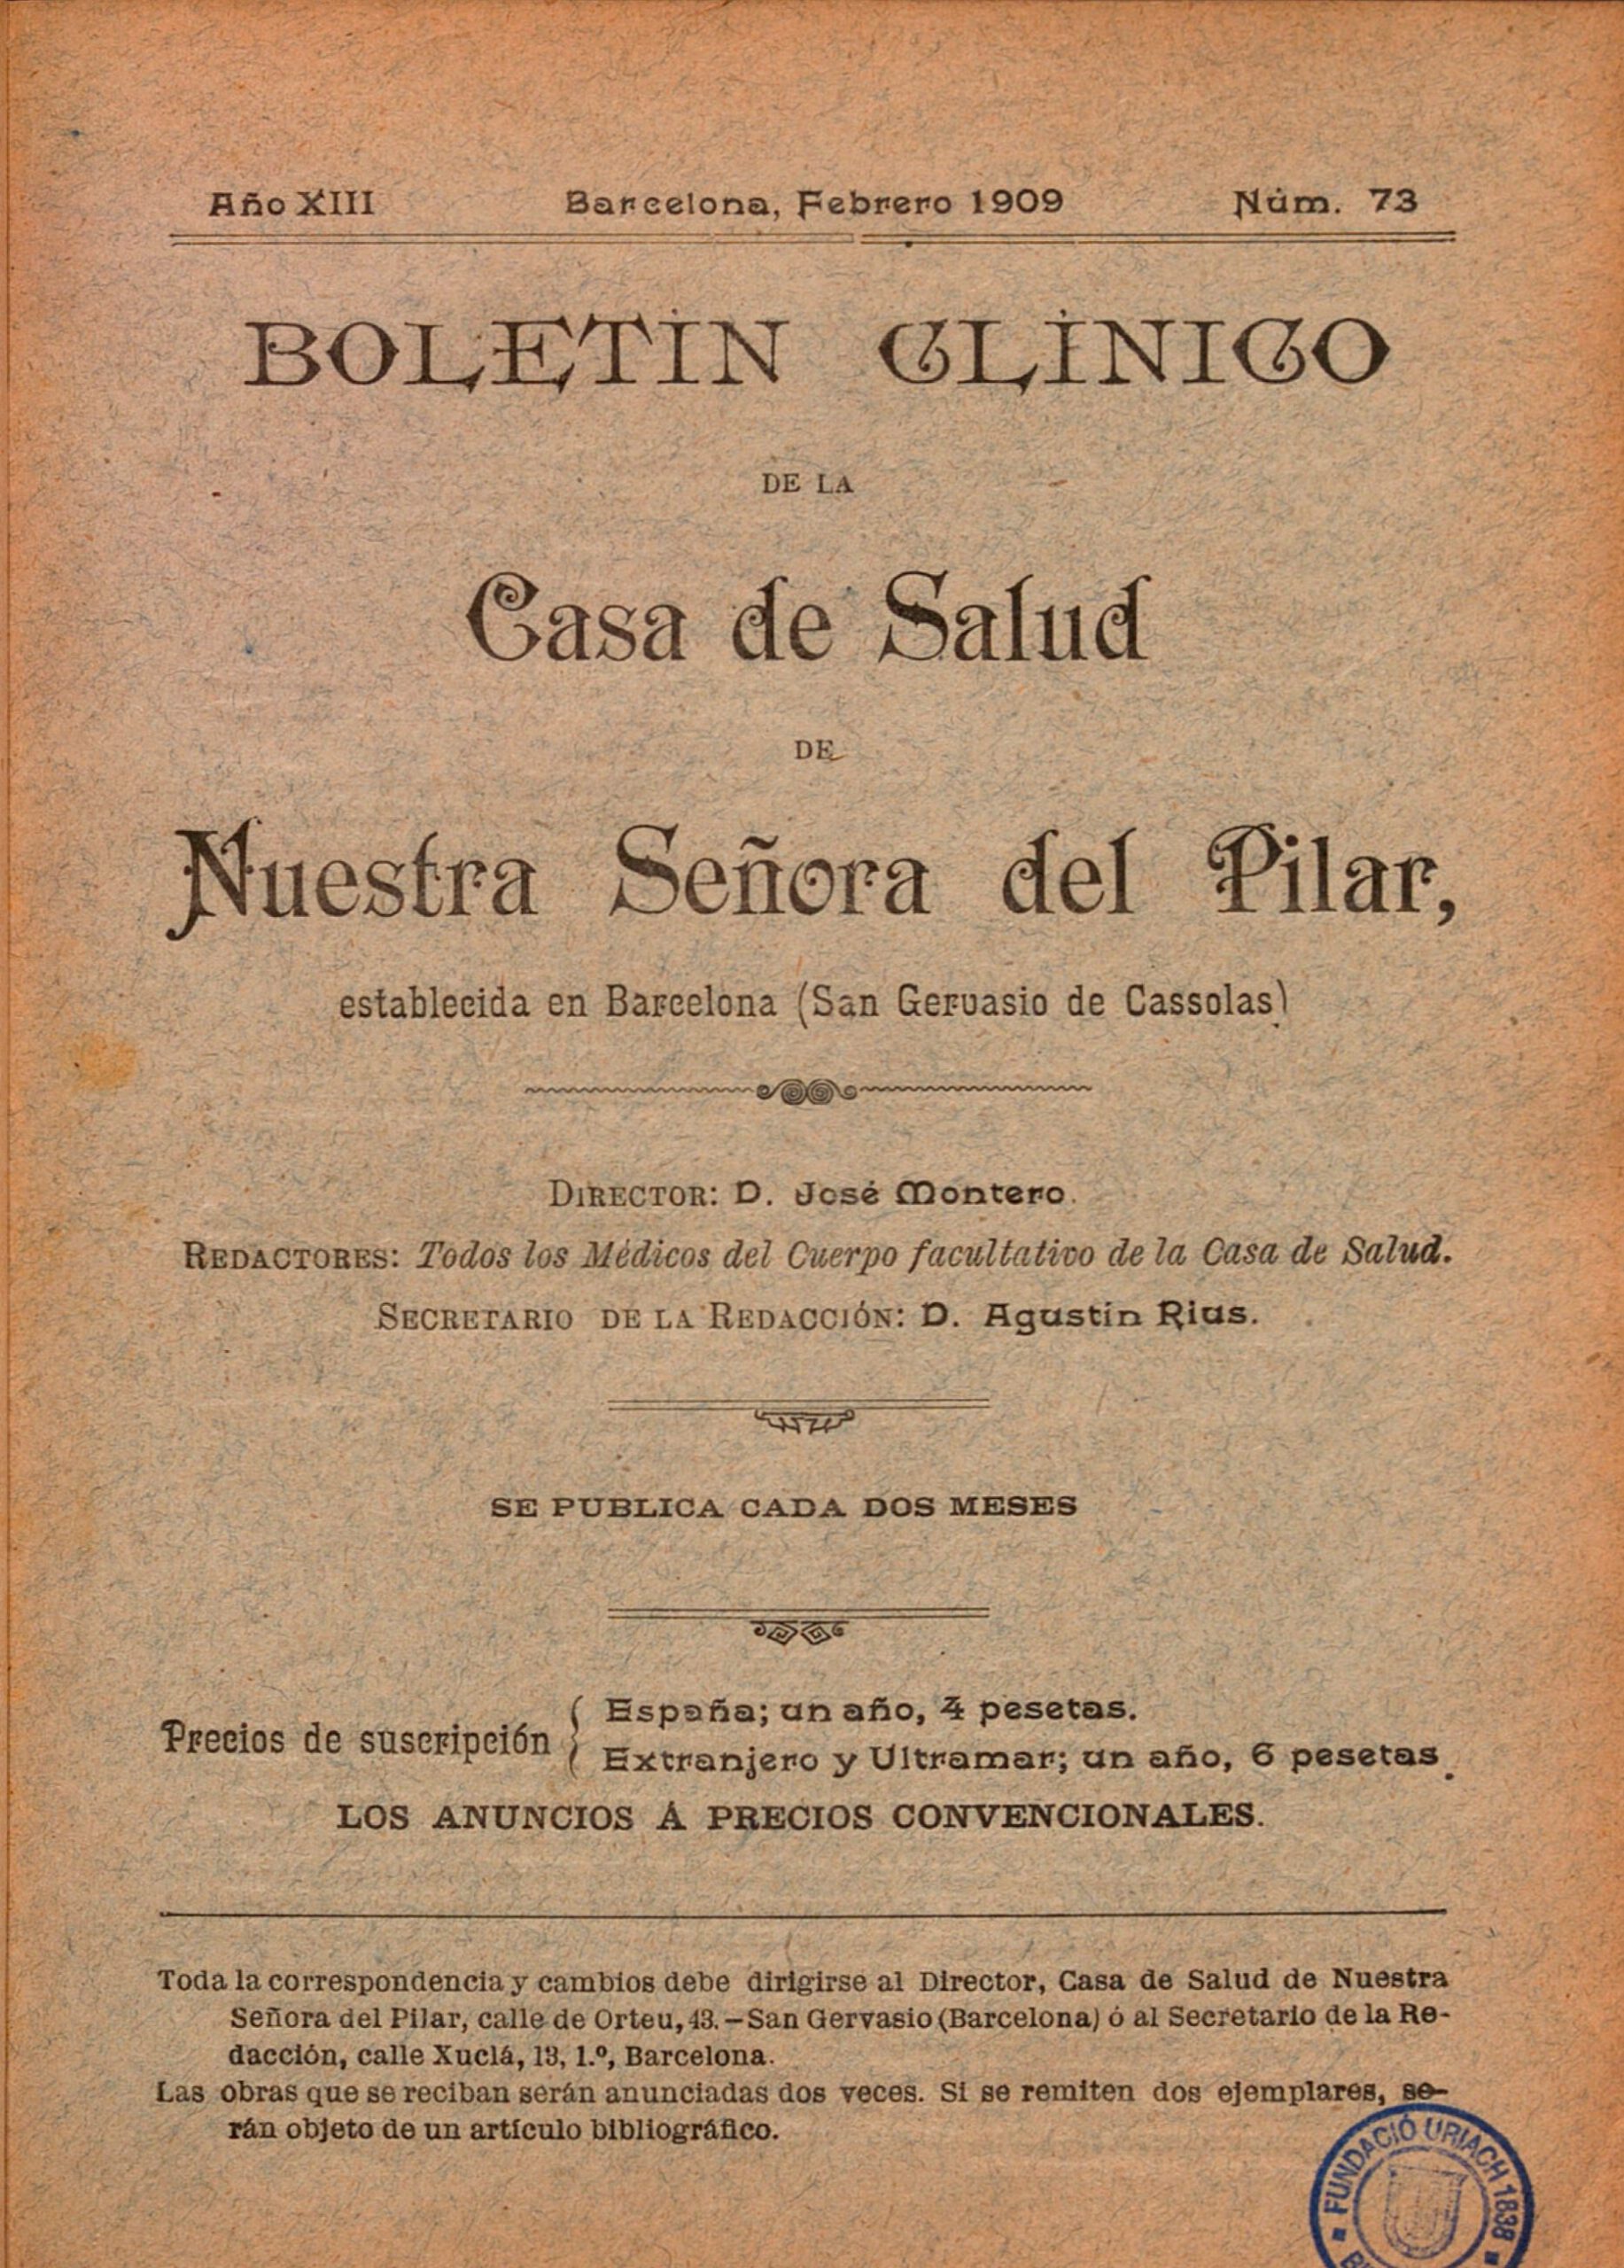 Año XIII Barcelona, Febrero 1909 Núm. 73
BOLETÍN CLÍNICO
DE LA
Casa de Salud
DE
Nuestra Señora del Pilar,
establecida en Barcelona (San Gervasio de Cassolas)
DIRECTOR: D. José Montero.
REDACTORES: Todos los Médicos del Cuerpo facultativo de la Casa de Salud.
SECRETARIO DE LA REDACCIÓN: D. Agustín Rius.
SE PUBLICA CADA DOS MESES
Precios de suscripción { España; un año, 4 pesetas.
Extranjero y Ultramar; un año, 6 pesetas.
LOS ANUNCIOS Á PRECIOS CONVENCIONALES.
Toda la correspondencia y cambios debe dirigirse al Director, Casa de Salud de Nuestra
Señora del Pilar, calle de Orteu, 43.—San Gervasio (Barcelona) ó al Secretario de la Re-
dacción, calle Xuclá, 13, 1.º, Barcelona.
Las obras que se reciban serán anunciadas dos veces. Si se remiten dos ejemplares, se-
rán objeto de un artículo bibliográfico.
FUNDACIÓ URIACH 1838